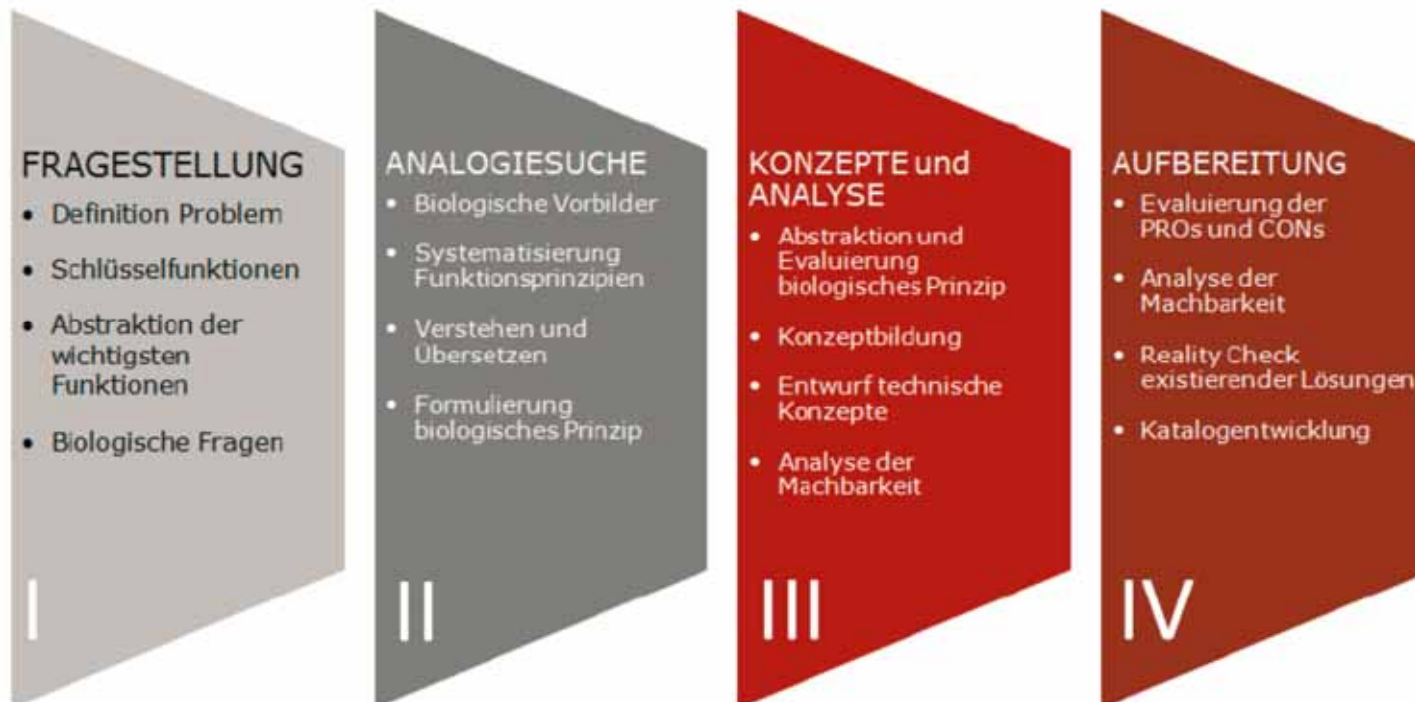 FRAGESTELLUNG
• Definition Problem
• Schlüsselfunktionen
• Abstraktion der
wichtigsten
Funktionen
• Biologische Fragen
I
ANALOGIESUCHE
• Biologische Vorbilder
• Systematisierung
Funktionsprinzipien
• Verstehen und
Übersetzen
• Formulierung
biologisches Prinzip
II
KONZEPTE und
ANALYSE
• Abstraktion und
Evaluierung
biologisches Prinzip
• Konzeptbildung
• Entwurf technische
Konzepte
• Analyse der
Machbarkeit
III
AUFBEREITUNG
• Evaluierung der
PROs und CONs
• Analyse der
Machbarkeit
• Reality Check
existierender Lösungen
• Katalogentwicklung
IV